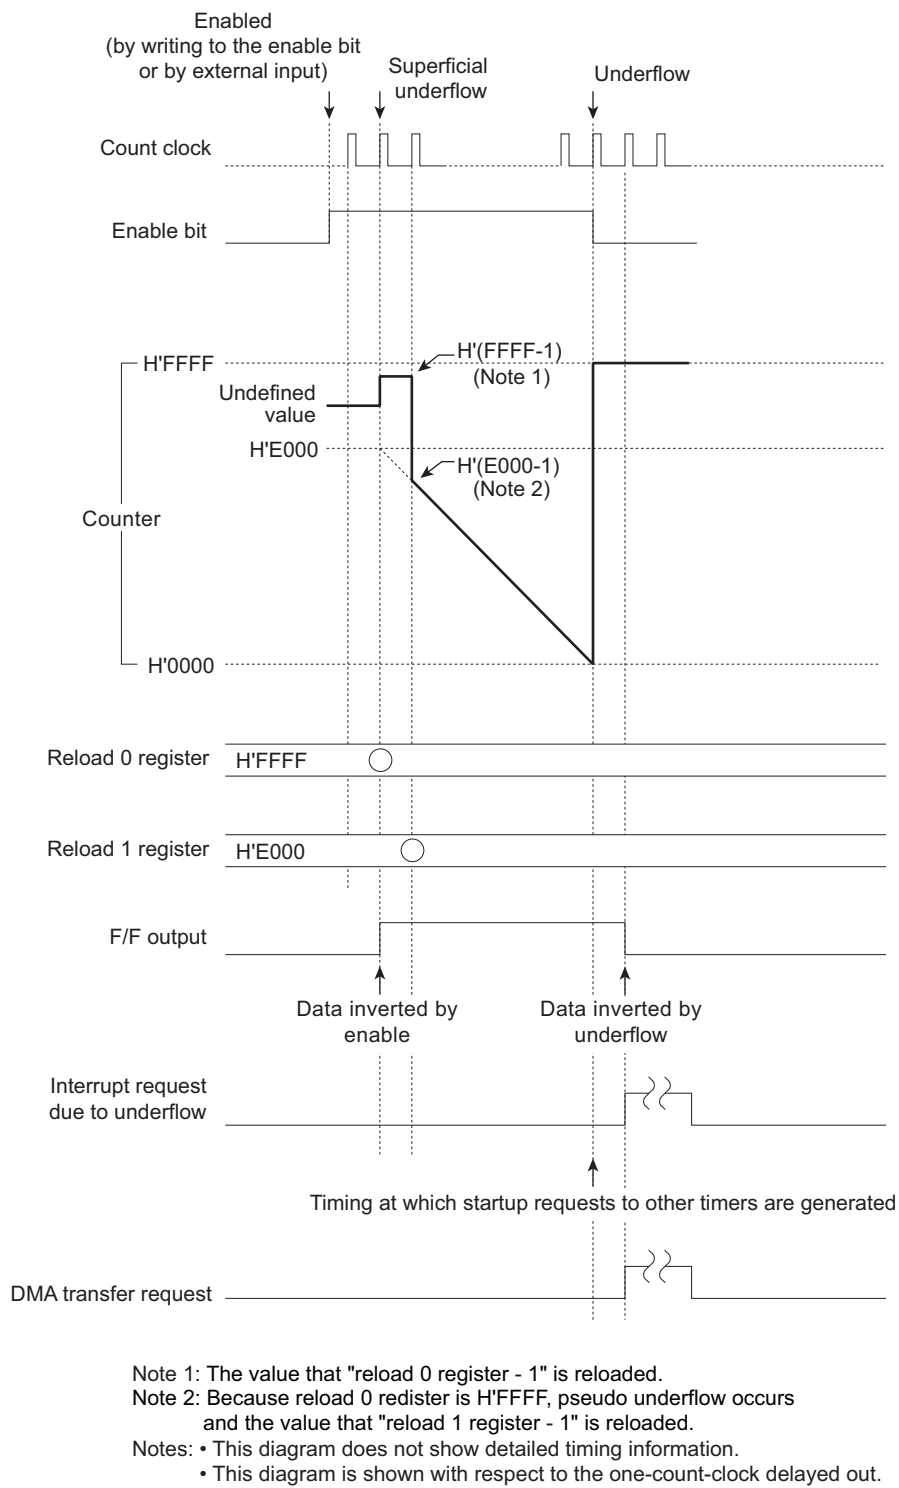 Enabled
(by writing to the enable bit
or by external input)
Superficial
underflow
Underflow
Count clock
Enable bit
H'FFFF
H'(FFFF-1)
(Note 1)
Undefined
value
H'E000
H'(E000-1)
(Note 2)
Counter
H'0000
Reload 0 register
H'FFFF
Reload 1 register
H'E000
F/F output
Data inverted by
enable
Data inverted by
underflow
Interrupt request
due to underflow
Timing at which startup requests to other timers are generated
DMA transfer request
Note 1: The value that "reload 0 register - 1" is reloaded.
Note 2: Because reload 0 redister is H'FFFF, pseudo underflow occurs
and the value that "reload 1 register - 1" is reloaded.
Notes: • This diagram does not show detailed timing information.
• This diagram is shown with respect to the one-count-clock delayed out.